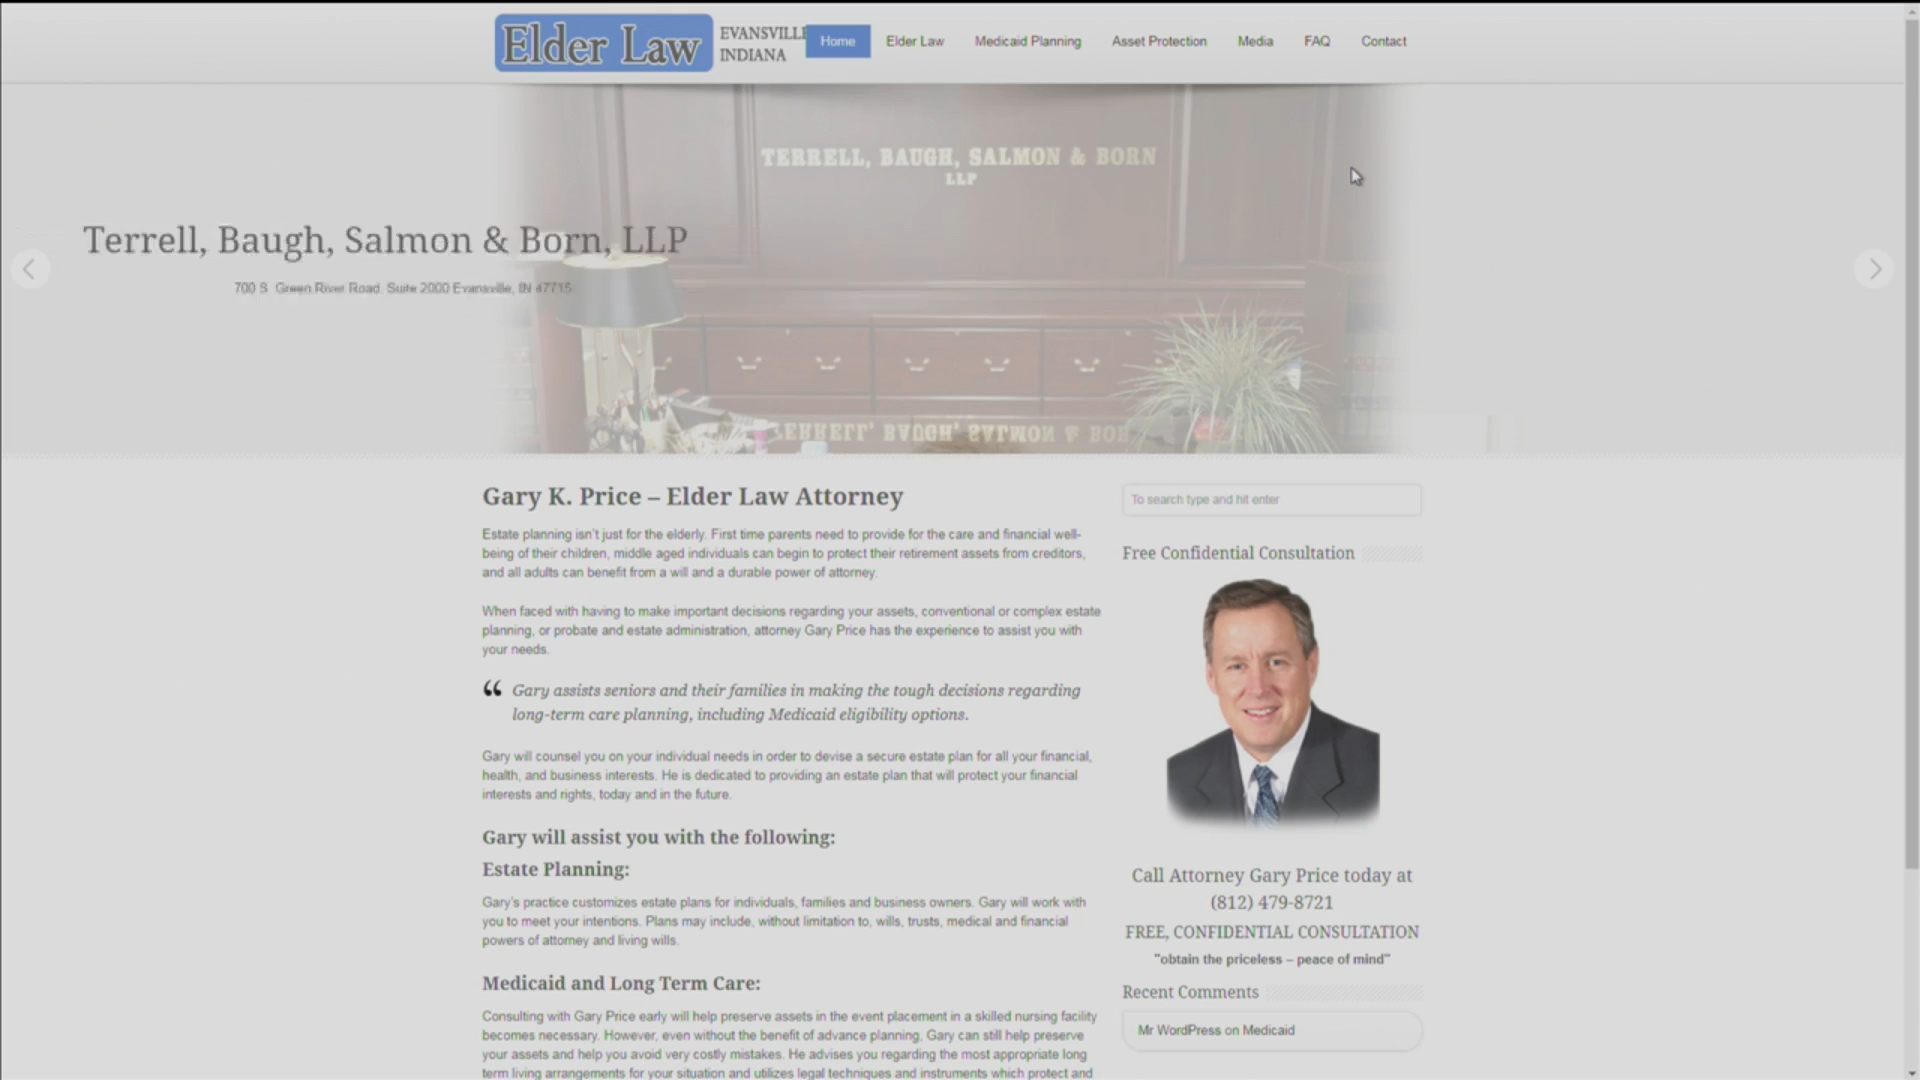 Elder Law
EVANSVILLE
INDIANA
Home
Elder Law
Medicaid Planning
Asset Protection
Media
FAQ
Contact
TERRELL, BAUGH, SALMON & BORN
LLP
Terrell, Baugh, Salmon & Born, LLP
700 S. Green River Road, Suite 2000 Evansville, IN 47715
Gary K. Price – Elder Law Attorney
Estate planning isn't just for the elderly. First time parents need to provide for the care and financial well-
being of their children, middle aged individuals can begin to protect their retirement assets from creditors,
and all adults can benefit from a will and a durable power of attorney.
When faced with having to make important decisions regarding your assets, conventional or complex estate
planning, or probate and estate administration, attorney Gary Price has the experience to assist you with
your needs.
“ Gary assists seniors and their families in making the tough decisions regarding
long-term care planning, including Medicaid eligibility options.
Gary will counsel you on your individual needs in order to devise a secure estate plan for all your financial,
health, and business interests. He is dedicated to providing an estate plan that will protect your financial
interests and rights, today and in the future.
Gary will assist you with the following:
Estate Planning:
Gary's practice customizes estate plans for individuals, families and business owners. Gary will work with
you to meet your intentions. Plans may include, without limitation to, wills, trusts, medical and financial
powers of attorney and living wills.
Medicaid and Long Term Care:
Consulting with Gary Price early will help preserve assets in the event placement in a skilled nursing facility
becomes necessary. However, even without the benefit of advance planning, Gary can still help preserve
your assets and help you avoid very costly mistakes. He advises you regarding the most appropriate long
term living arrangements for your situation and utilizes legal techniques and instruments which protect and
To search type and hit enter
Free Confidential Consultation
Call Attorney Gary Price today at
(812) 479-8721
FREE, CONFIDENTIAL CONSULTATION
"obtain the priceless – peace of mind"
Recent Comments
Mr WordPress on Medicaid